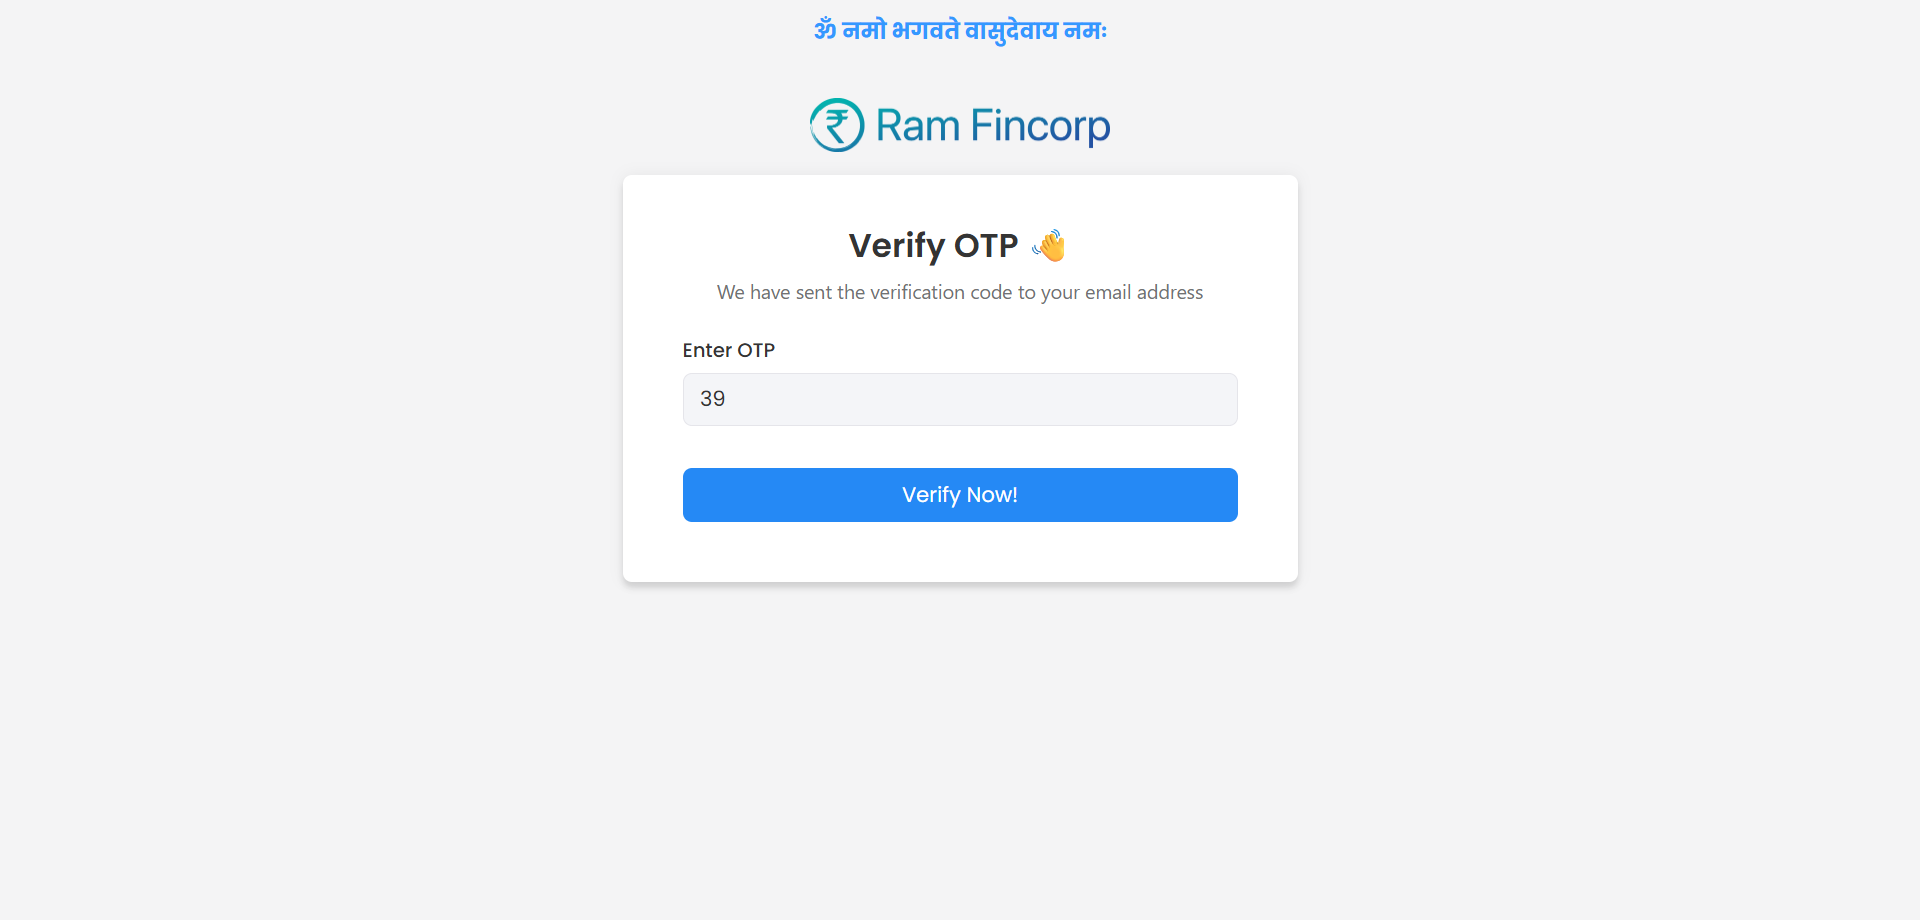 ॐ नमो भगवते वासुदेवाय नमः
₹ Ram Fincorp
Verify OTP 👋
We have sent the verification code to your email address
Enter OTP
39
Verify Now!